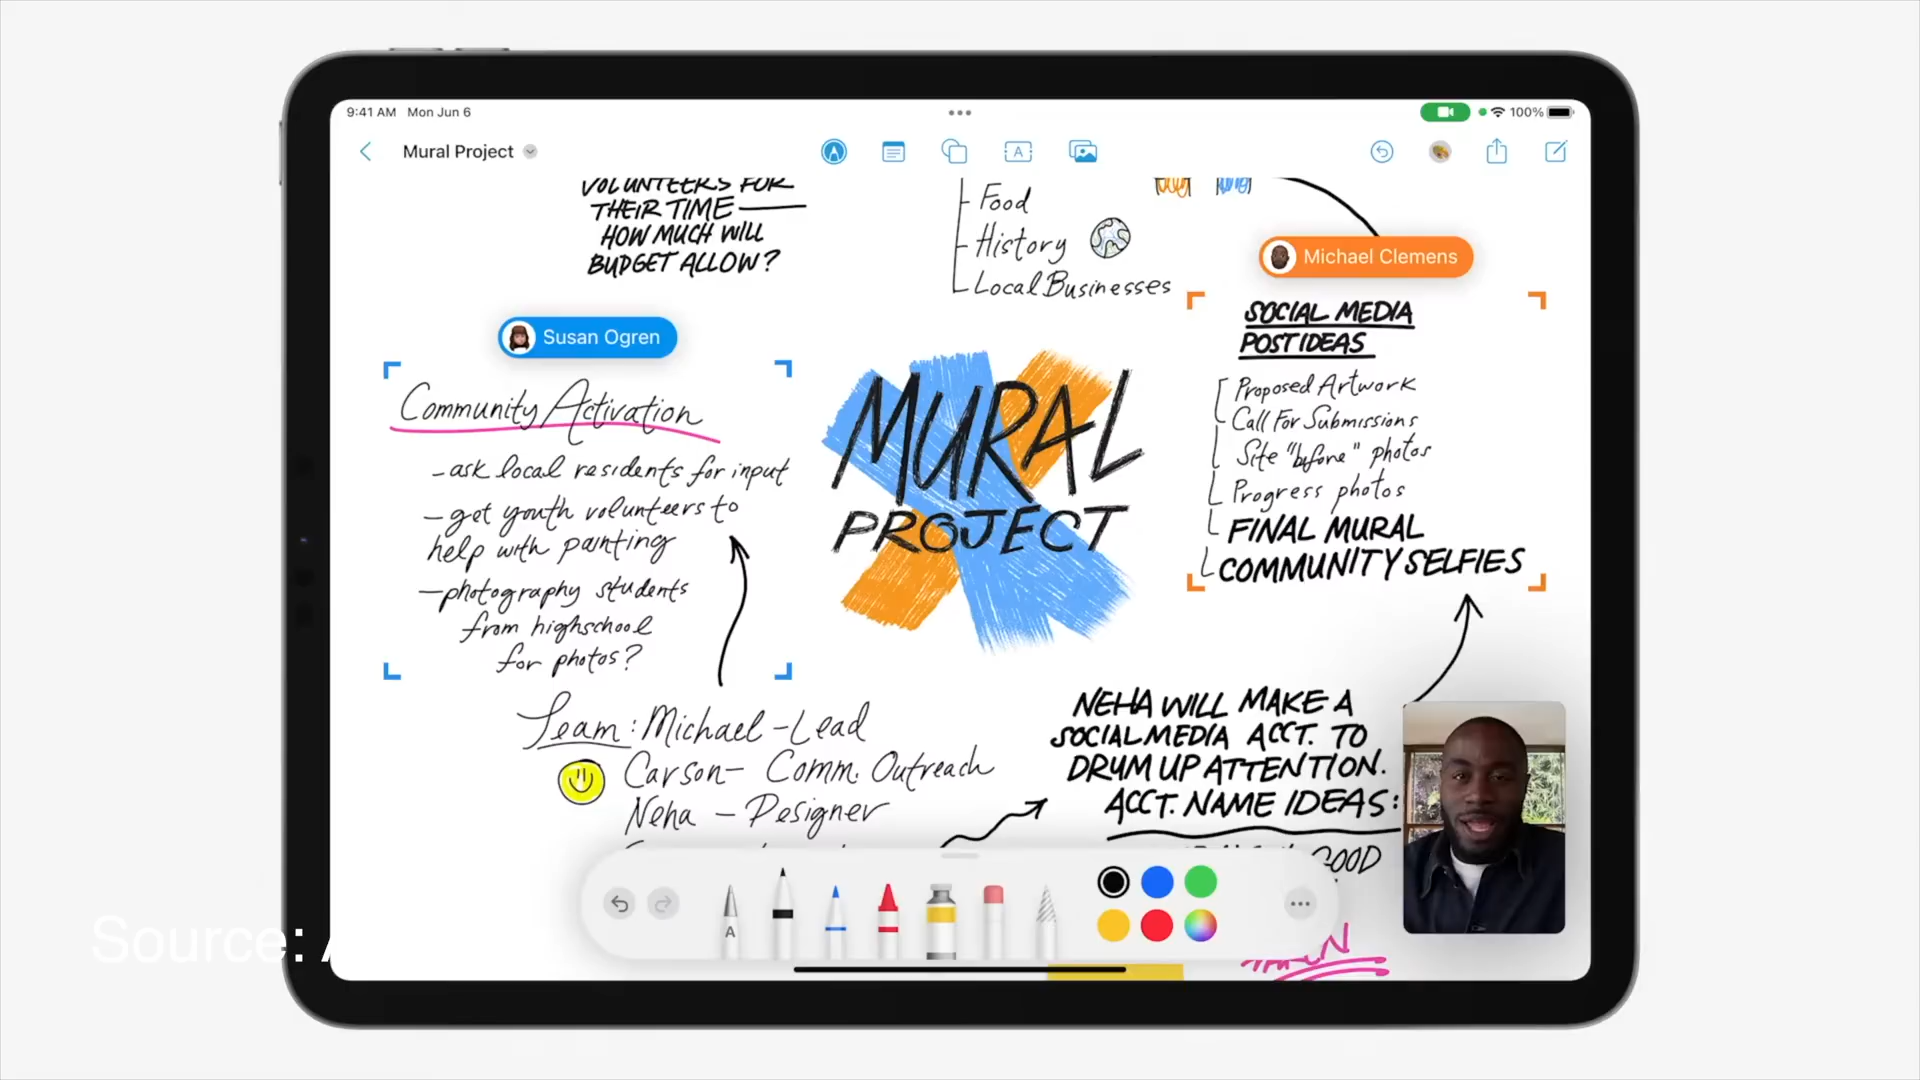 9:41 AM Mon Jun 6
100%
Mural Project
A
VOLUNTEERS FOR
THEIR TIME
HOW MUCH WILL
BUDGET ALLOW?
Food
History
Local Businesses
Michael Clemens
SOCIAL MEDIA
POST IDEAS
Proposed Artwork
Call For Submissions
Site "before" photos
Progress photos
FINAL MURAL
COMMUNITY SELFIES
Susan Ogren
Community Activation
- ask local residents for input
- get youth volunteers to
help with painting
- photography students
from highschool
for photos?
MURAL
PROJECT
Team: Michael - Lead
Carson - Comm. Outreach
Neha - Designer
NEHA WILL MAKE A
SOCIAL MEDIA ACCT. TO
DRUM UP ATTENTION.
ACCT. NAME IDEAS:
GOOD
A
Source: